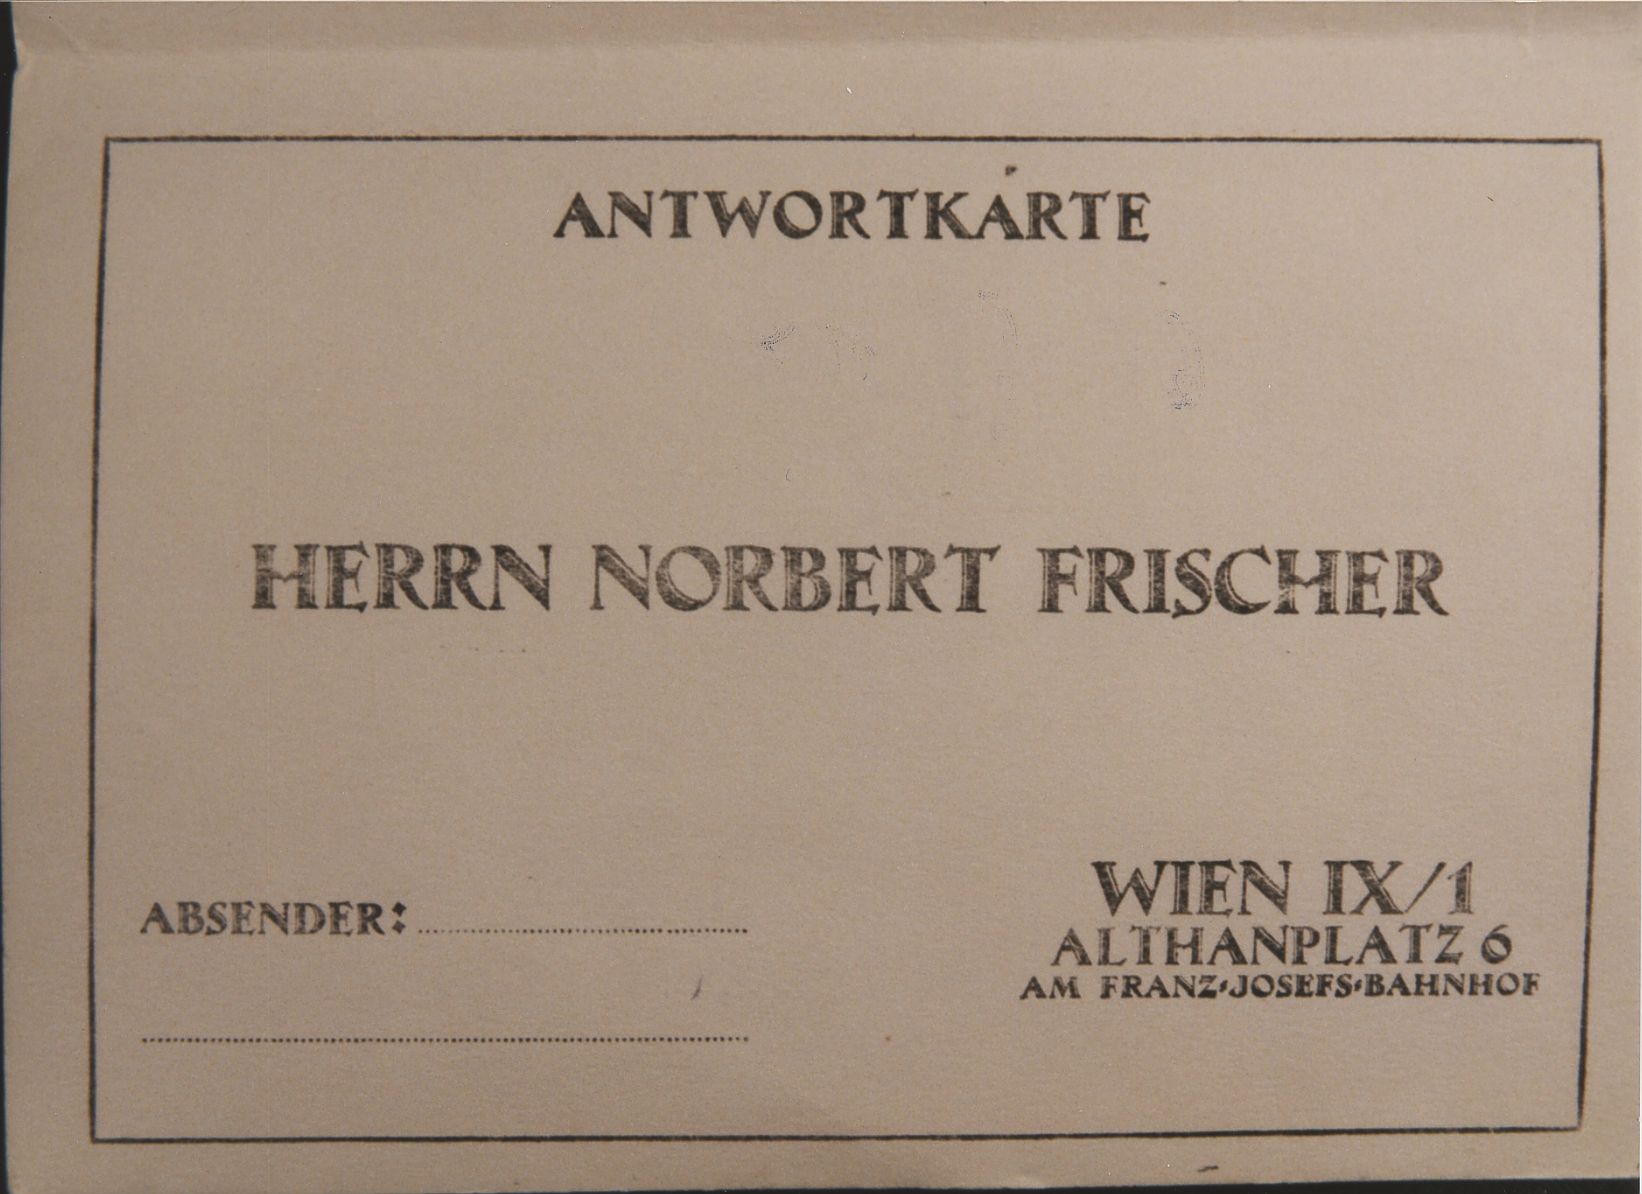 ANTWORTKARTE
HERRN NORBERT FRISCHER
ABSENDER:
WIEN IX/1
ALTHANPLATZ 6
AM FRANZ-JOSEFS-BAHNHOF